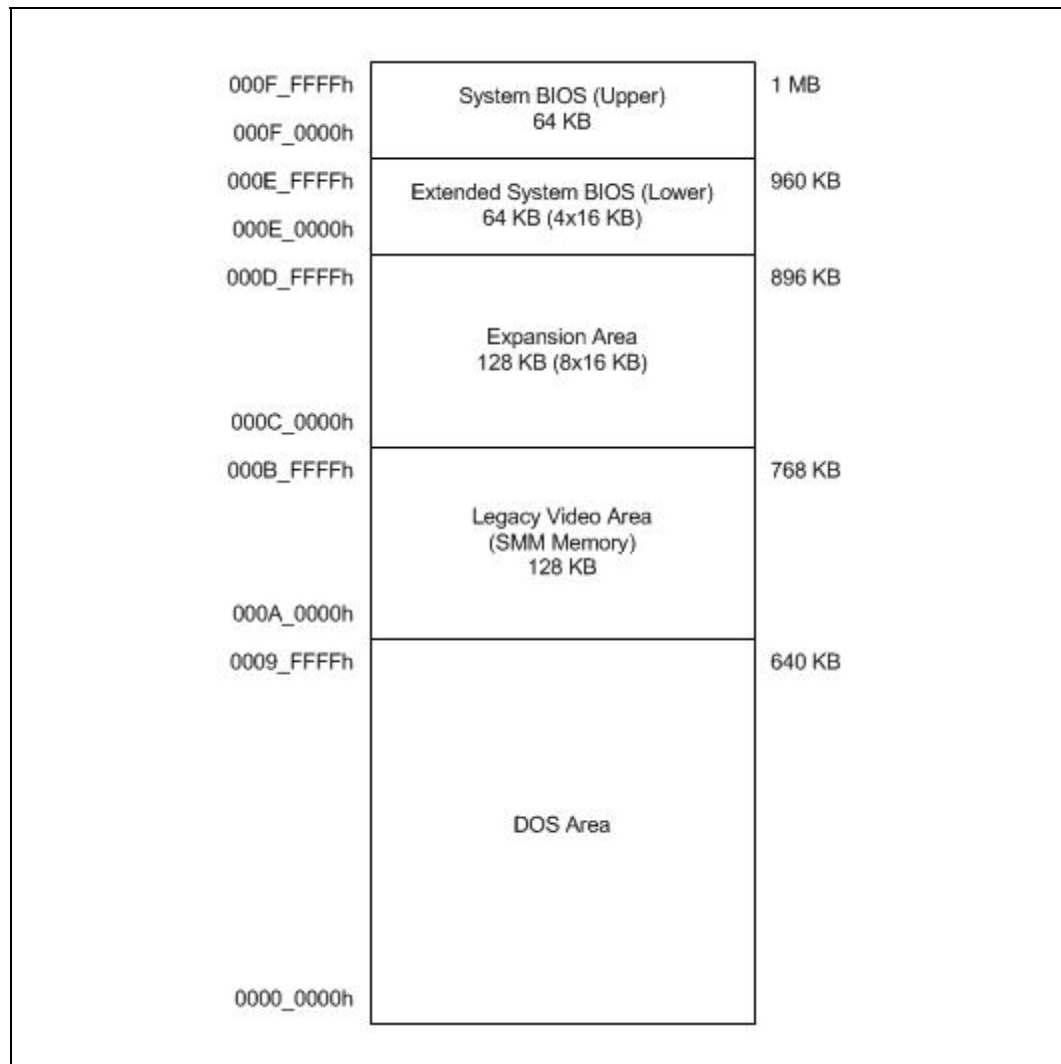 000F_FFFFh
System BIOS (Upper)
64 KB
1 MB
000F_0000h
000E_FFFFh
Extended System BIOS (Lower)
64 KB (4x16 KB)
960 KB
000E_0000h
000D_FFFFh
896 KB
Expansion Area
128 KB (8x16 KB)
000C_0000h
000B_FFFFh
768 KB
Legacy Video Area
(SMM Memory)
128 KB
000A_0000h
0009_FFFFh
640 KB
DOS Area
0000_0000h